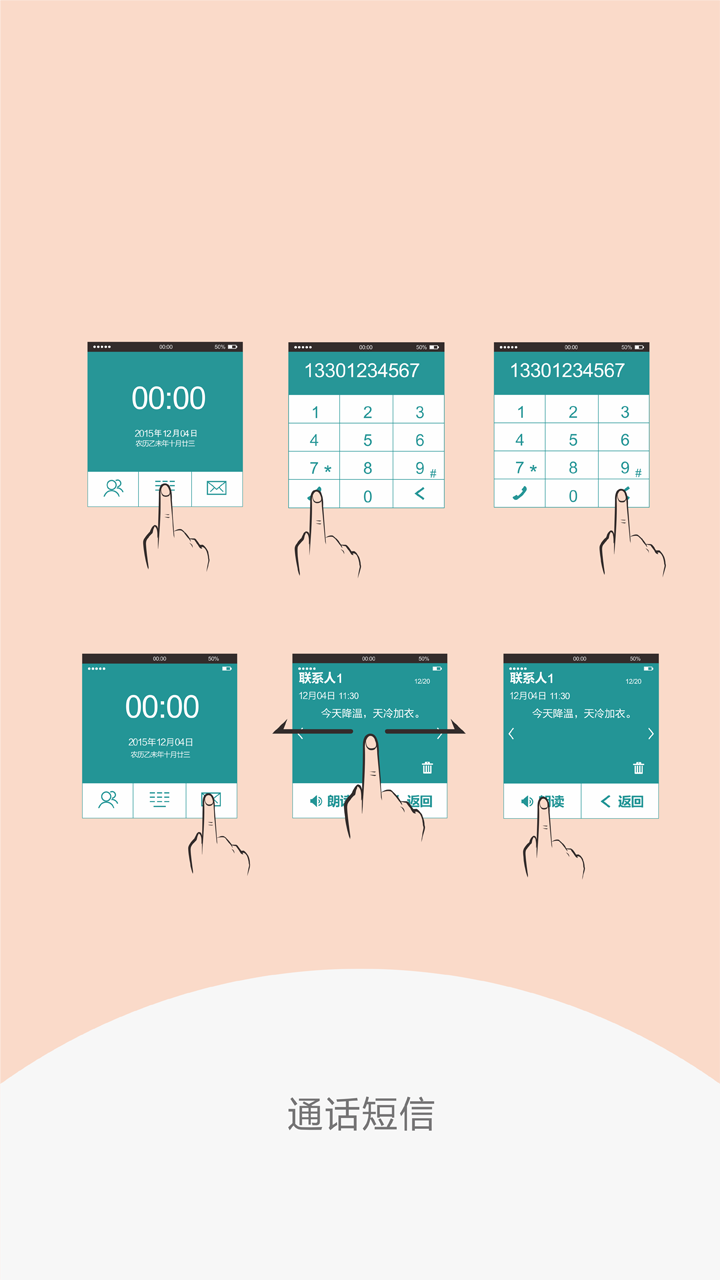 00:00 50%
00:00
2015年12月04日
农历乙未年十月廿三
00:00 50%
13301234567
1 2 3
4 5 6
7 * 8 9 #
0
00:00 50%
13301234567
1 2 3
4 5 6
7 * 8 9 #
0
00:00 50%
00:00
2015年12月04日
农历乙未年十月廿三
00:00 50%
联系人1 12/20
12月04日 11:30
今天降温，天冷加衣。
朗读 返回
00:00 50%
联系人1 12/20
12月04日 11:30
今天降温，天冷加衣。
朗读 返回
通话短信